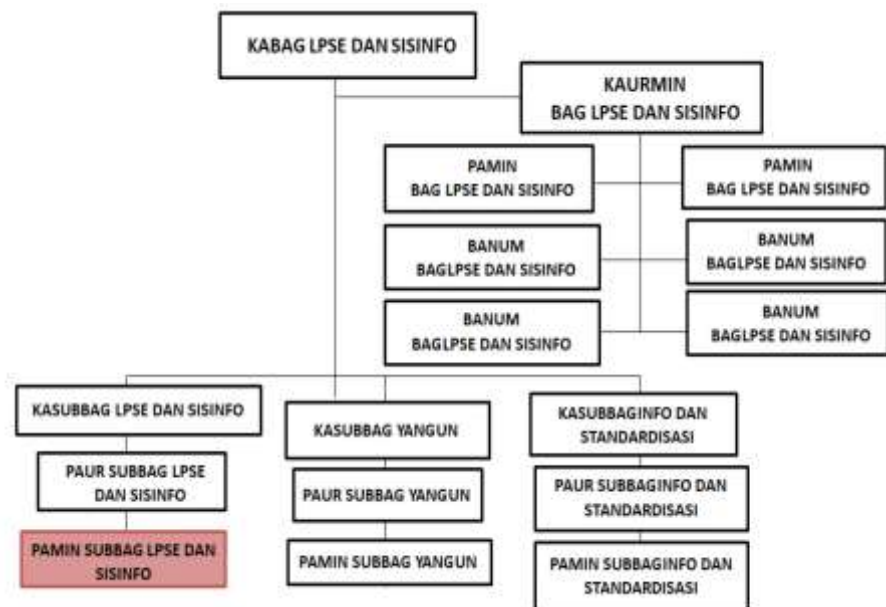 KABAG LPSE DAN SISINFO
KAURMIN
BAG LPSE DAN SISINFO
PAMIN
BAG LPSE DAN SISINFO
PAMIN
BAG LPSE DAN SISINFO
BANUM
BAGLPSE DAN SISINFO
BANUM
BAGLPSE DAN SISINFO
BANUM
BAGLPSE DAN SISINFO
BANUM
BAGLPSE DAN SISINFO
KASUBBAG LPSE DAN SISINFO
KASUBBAG YANGUN
KASUBBAGINFO DAN
STANDARDISASI
PAUR SUBBAG LPSE
DAN SISINFO
PAUR SUBBAG YANGUN
PAUR SUBBAGINFO DAN
STANDARDISASI
PAMIN SUBBAG LPSE DAN
SISINFO
PAMIN SUBBAG YANGUN
PAMIN SUBBAGINFO DAN
STANDARDISASI